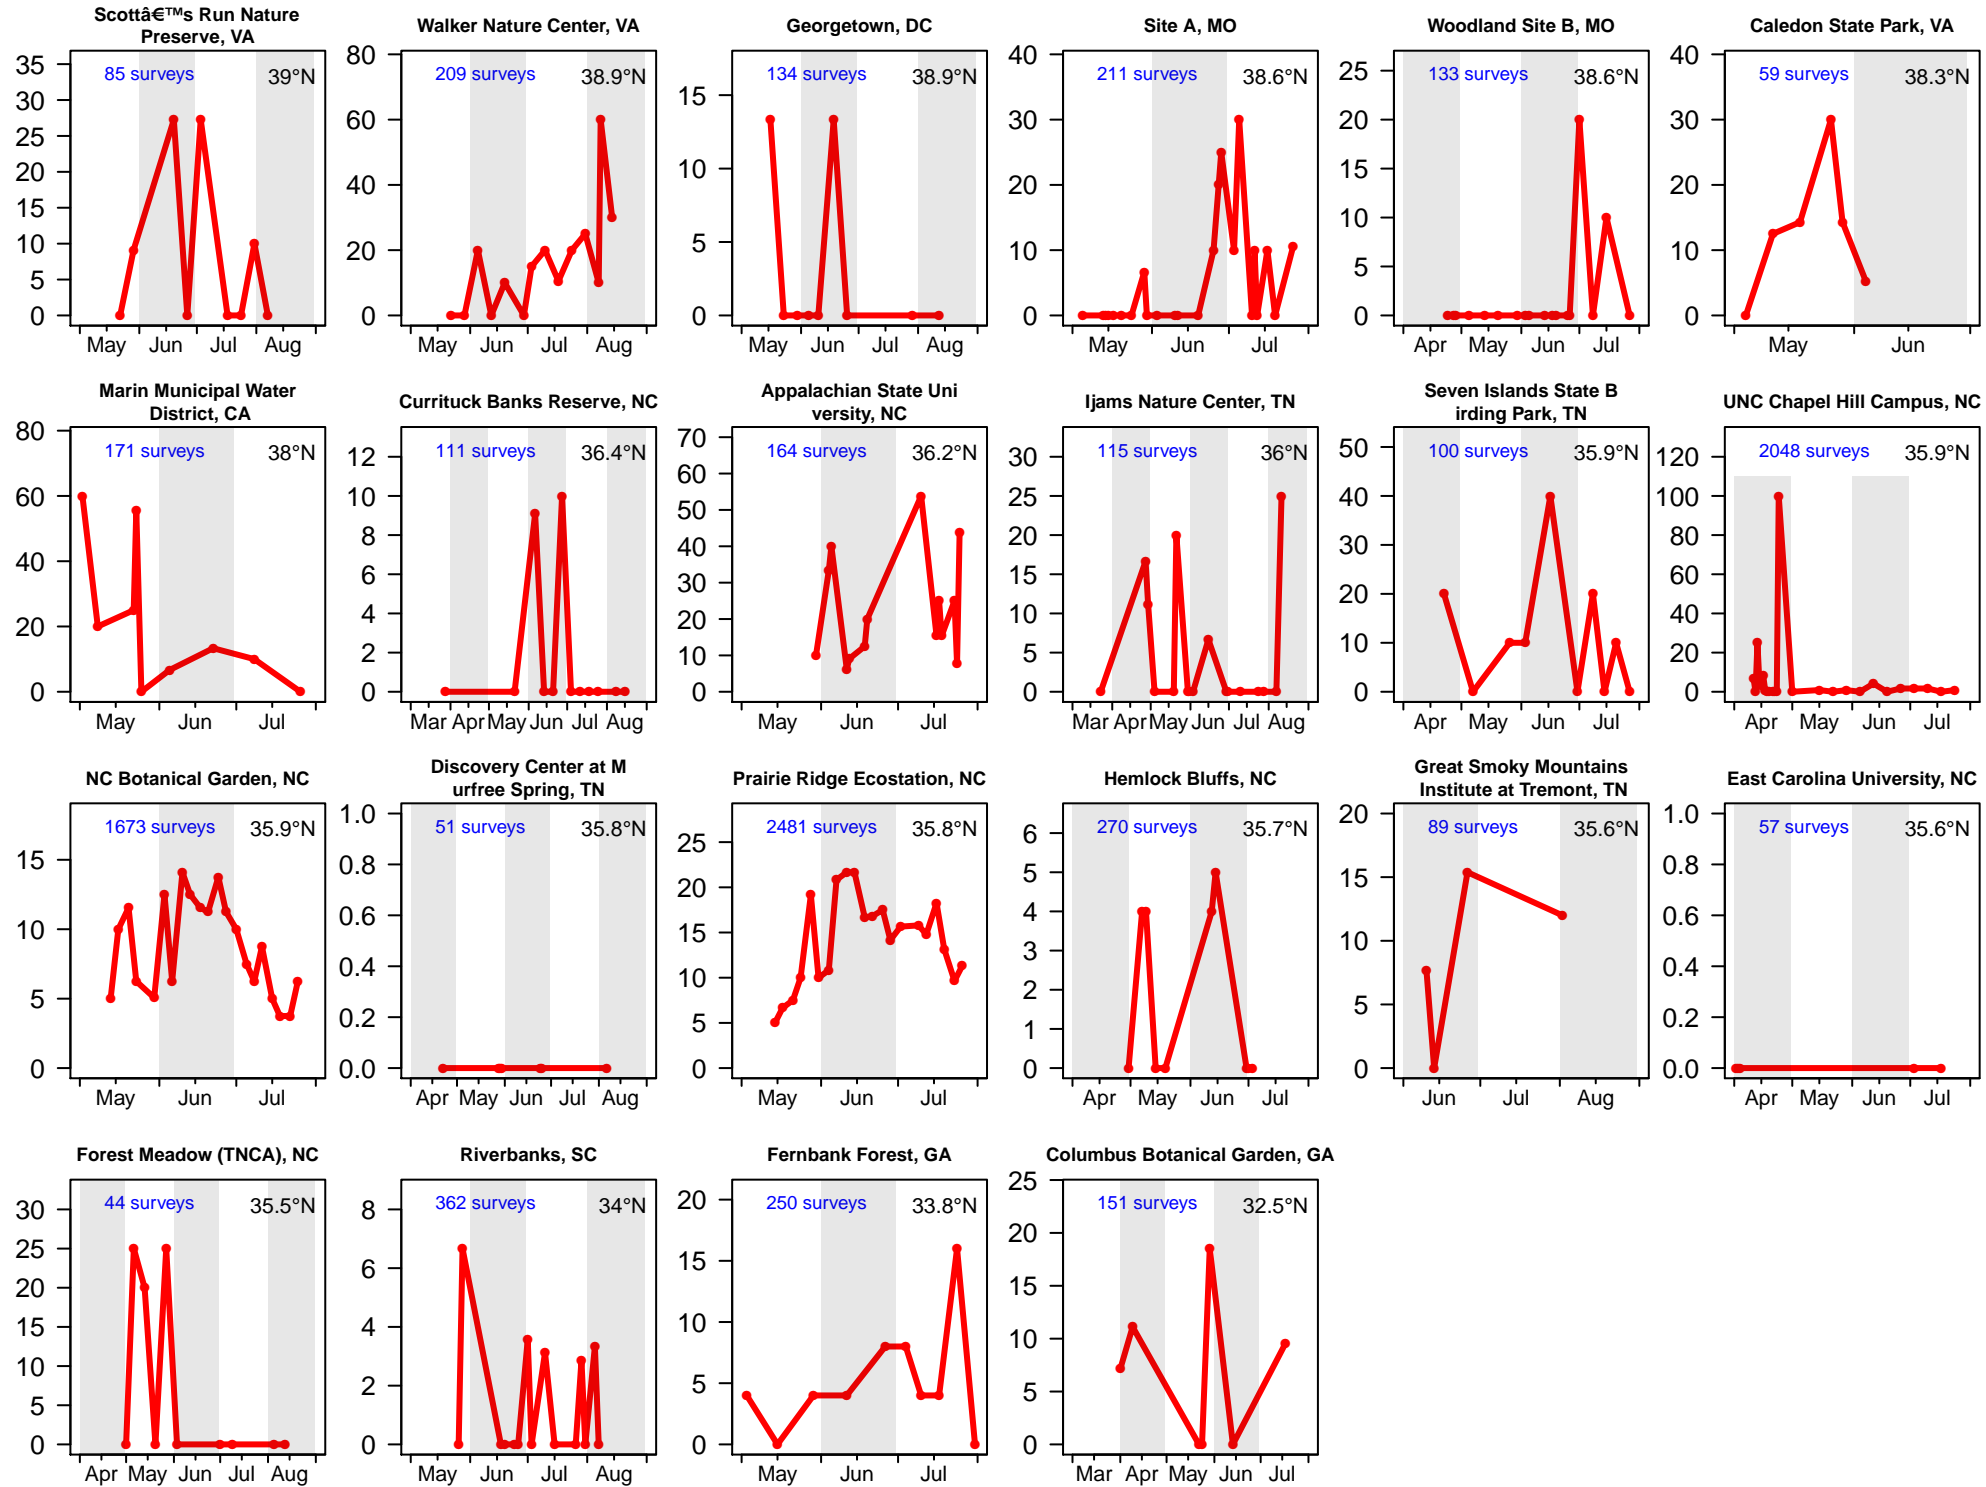 Scottâ€™s Run Nature
Preserve, VA
85 surveys 39°N
35
30
25
20
15
10
5
0
May Jun Jul Aug
Walker Nature Center, VA
209 surveys 38.9°N
80
60
40
20
0
May Jun Jul Aug
Georgetown, DC
134 surveys 38.9°N
15
10
5
0
May Jun Jul Aug
Site A, MO
211 surveys 38.6°N
40
30
20
10
0
May Jun Jul
Woodland Site B, MO
133 surveys 38.6°N
25
20
15
10
5
0
Apr May Jun Jul
Caledon State Park, VA
59 surveys 38.3°N
40
30
20
10
0
May Jun
Marin Municipal Water
District, CA
171 surveys 38°N
80
60
40
20
0
May Jun Jul
Currituck Banks Reserve, NC
111 surveys 36.4°N
12
10
8
6
4
2
0
Mar Apr May Jun Jul Aug
Appalachian State Uni
versity, NC
164 surveys 36.2°N
70
60
50
40
30
20
10
0
May Jun Jul
Ijams Nature Center, TN
115 surveys 36°N
30
25
20
15
10
5
0
Mar Apr May Jun Jul Aug
Seven Islands State B
irding Park, TN
100 surveys 35.9°N
50
40
30
20
10
0
Apr May Jun Jul
UNC Chapel Hill Campus, NC
2048 surveys 35.9°N
120
100
80
60
40
20
0
Apr May Jun Jul
NC Botanical Garden, NC
1673 surveys 35.9°N
15
10
5
0
May Jun Jul
Discovery Center at M
urfree Spring, TN
51 surveys 35.8°N
1.0
0.8
0.6
0.4
0.2
0.0
Apr May Jun Jul Aug
Prairie Ridge Ecostation, NC
2481 surveys 35.8°N
25
20
15
10
5
0
May Jun Jul
Hemlock Bluffs, NC
270 surveys 35.7°N
6
5
4
3
2
1
0
Apr May Jun Jul
Great Smoky Mountains
Institute at Tremont, TN
89 surveys 35.6°N
20
15
10
5
0
Jun Jul Aug
East Carolina University, NC
57 surveys 35.6°N
1.0
0.8
0.6
0.4
0.2
0.0
Apr May Jun Jul
Forest Meadow (TNCA), NC
44 surveys 35.5°N
30
25
20
15
10
5
0
Apr May Jun Jul Aug
Riverbanks, SC
362 surveys 34°N
8
6
4
2
0
May Jun Jul Aug
Fernbank Forest, GA
250 surveys 33.8°N
20
15
10
5
0
May Jun Jul
Columbus Botanical Garden, GA
151 surveys 32.5°N
25
20
15
10
5
0
Mar Apr May Jun Jul